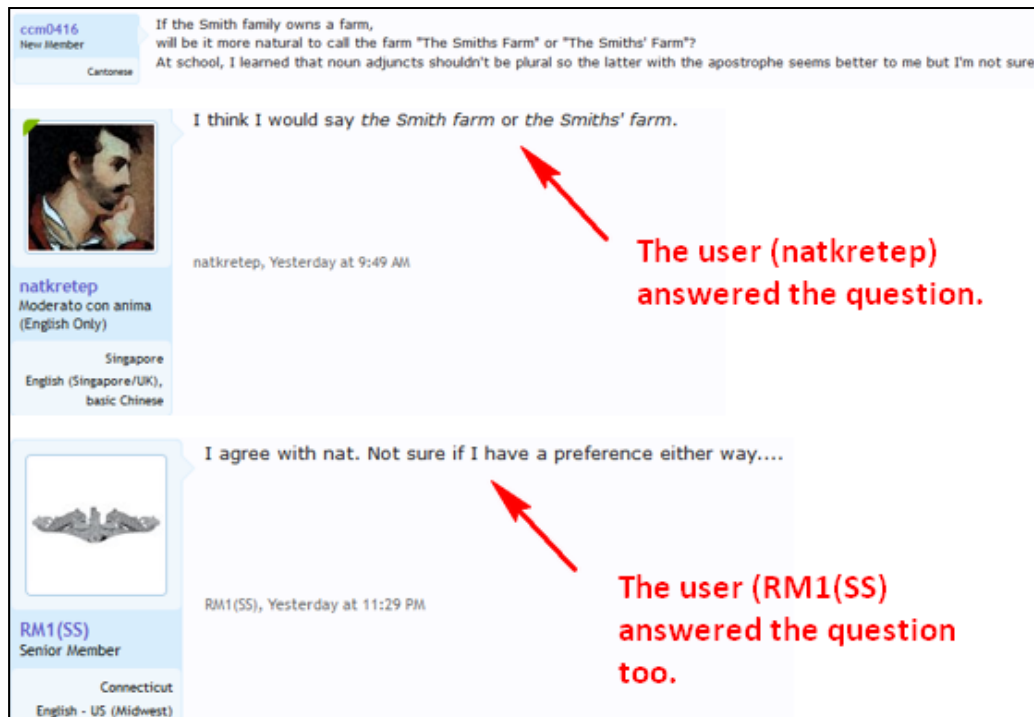 ccm0416
New Member
Cantonese
If the Smith family owns a farm,
will be it more natural to call the farm "The Smiths Farm" or "The Smiths' Farm"?
At school, I learned that noun adjuncts shouldn't be plural so the latter with the apostrophe seems better to me but I'm not sure
I think I would say the Smith farm or the Smiths' farm.
The user (natkretep)
answered the question.
natkretep, Yesterday at 9:49 AM
natkretep
Moderato con anima
(English Only)
Singapore
English (Singapore/UK),
basic Chinese
I agree with nat. Not sure if I have a preference either way....
The user (RM1(SS)
answered the question
too.
RM1(SS), Yesterday at 11:29 PM
RM1(SS)
Senior Member
Connecticut
English - US (Midwest)